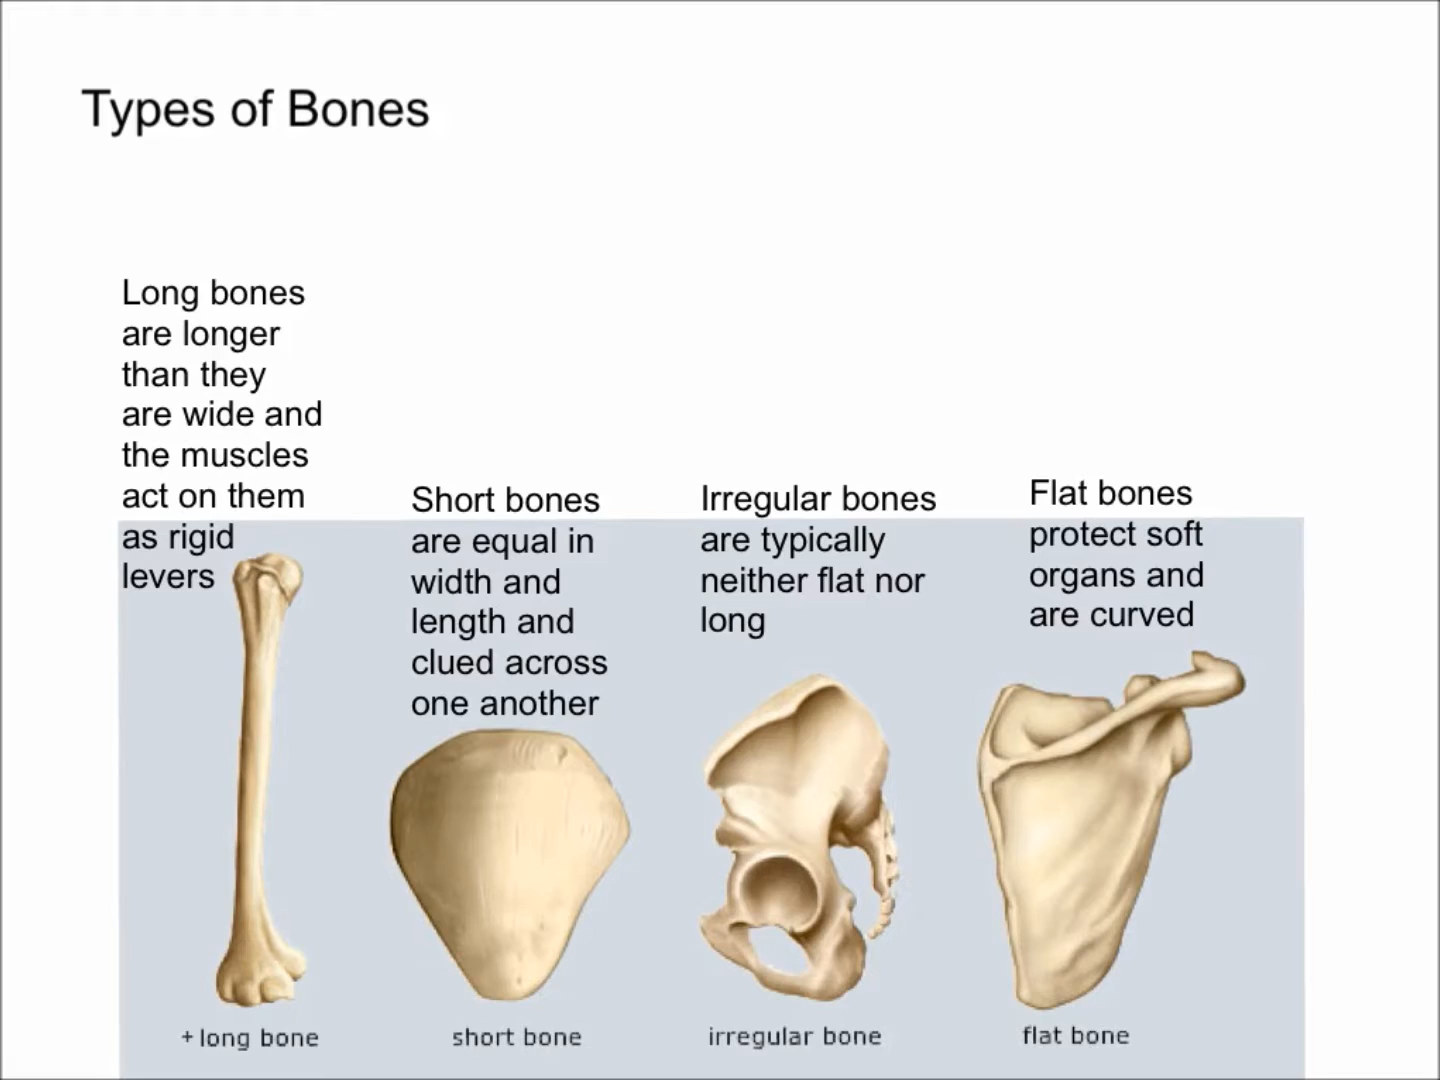 Types of Bones
Long bones
are longer
than they
are wide and
the muscles
act on them
as rigid
levers
Short bones
are equal in
width and
length and
clued across
one another
Irregular bones
are typically
neither flat nor
long
Flat bones
protect soft
organs and
are curved
+ long bone
short bone
irregular bone
flat bone